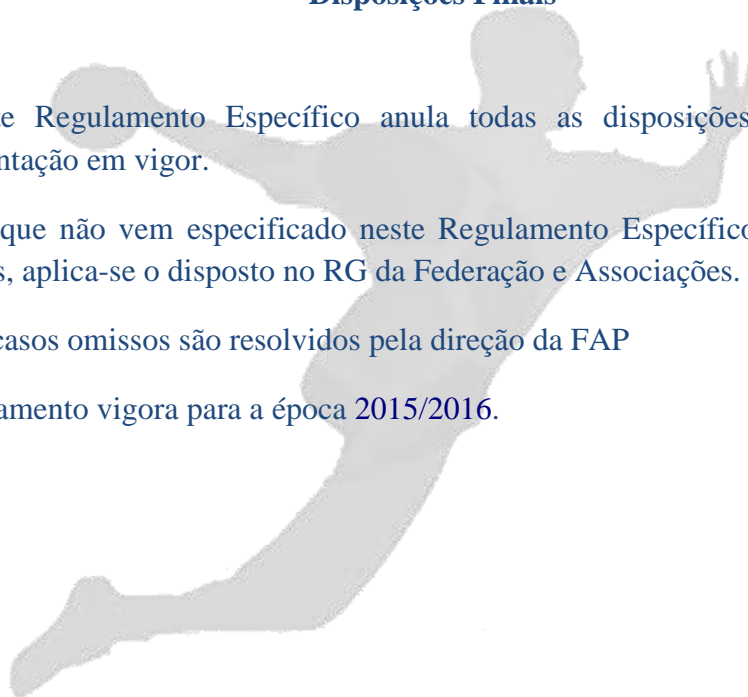 Disposições Finais
te Regulamento Específico anula todas as disposições
ntação em vigor.
que não vem especificado neste Regulamento Específico
s, aplica-se o disposto no RG da Federação e Associações.
casos omissos são resolvidos pela direção da FAP
amento vigora para a época 2015/2016.